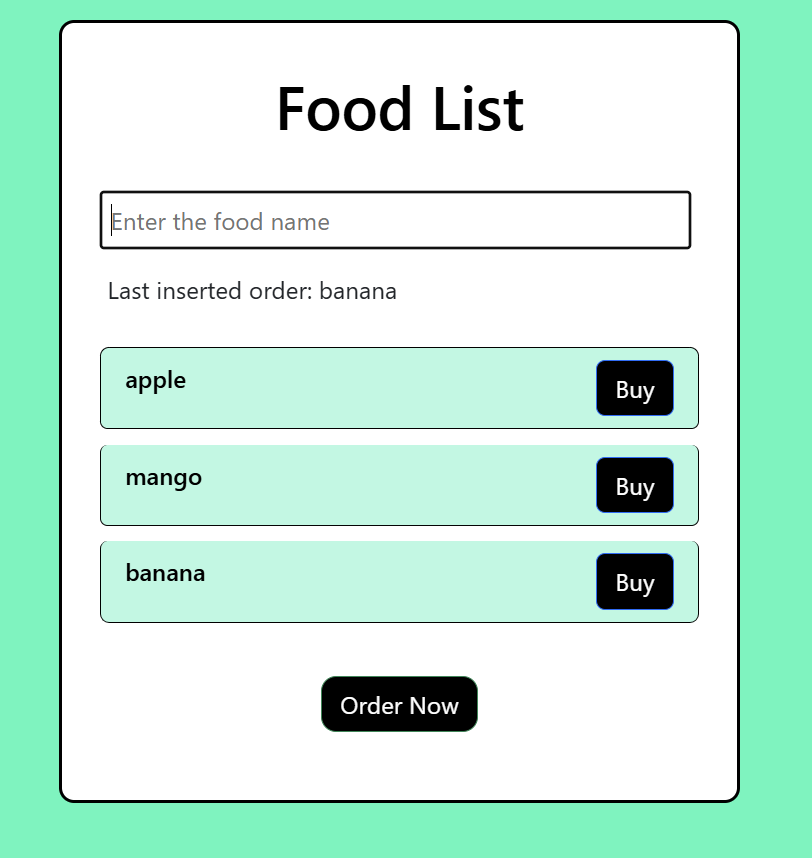 Food List
Enter the food name
Last inserted order: banana
apple
Buy
mango
Buy
banana
Buy
Order Now